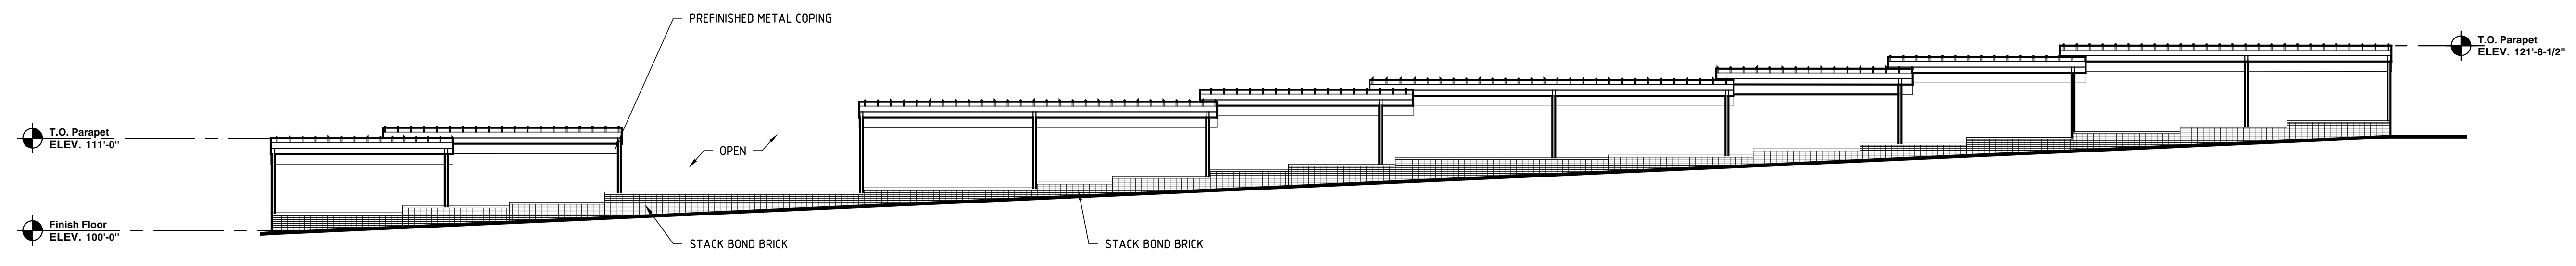 PREFINISHED METAL COPING
T.O. Parapet
ELEV. 121'-8-1/2"
T.O. Parapet
ELEV. 111'-0"
OPEN
Finish Floor
ELEV. 100'-0"
STACK BOND BRICK
STACK BOND BRICK